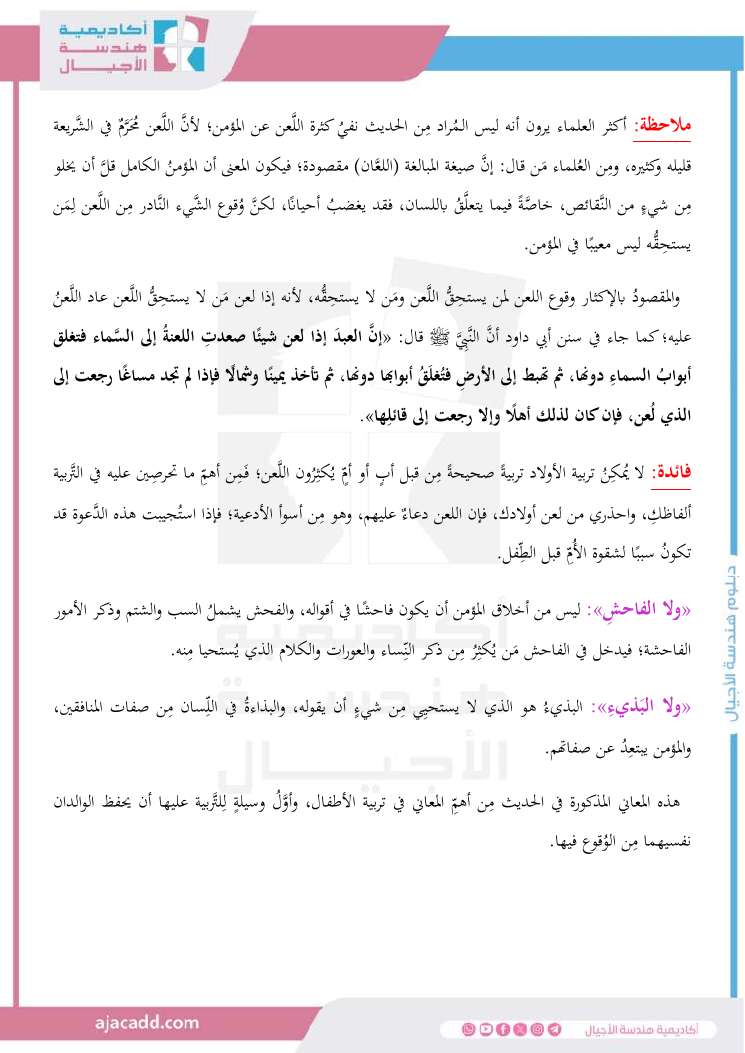 أكاديمية
هندسة
الأجيال
ملاحظة: أكثر العلماء يرون أنه ليس المُراد مِن الحديث نفيُ كثرة اللَّعن عن المؤمن؛ لأنَّ اللَّعن مُحَرَّمٌ في الشَّريعة
قليله وكثيره، ومِن العُلماء مَن قال: إنَّ صيغة المبالغة (اللعَّان) مقصودة؛ فيكون المعنى أن المؤمنُ الكامل قلَّ أن يخلو
مِن شيءٍ من النَّقائص، خاصَّةً فيما يتعلَّقُ باللسان، فقد يغضبُ أحيانًا، لكنَّ وُقوع الشَّيء النَّادر مِن اللَّعن لِمَن
يستحِقُّه ليس معيبًا في المؤمن.
والمقصودُ بالإكثار وقوع اللعن لمن يستحِقُّ اللَّعن ومَن لا يستحِقُّه، لأنه إذا لعن مَن لا يستحِقُّ اللَّعن عاد اللَّعنُ
عليه؛ كما جاء في سنن أبي داود أنَّ النَّبِيَّ ﷺ قال: «إنَّ العبدَ إذا لعن شيئًا صعدتِ اللعنةُ إلى السَّماء فتغلق
أبوابُ السماءِ دونها، ثم تهبط إلى الأرضِ فتُغلَقُ أبوابها دونها، ثم تأخذ يمينًا وشمالًا فإذا لم تجد مساغًا رجعت إلى
الذي لُعن، فإن كان لذلك أهلًا وإلا رجعت إلى قائلِها».
فائدة: لا يُمكِنُ تربية الأولاد تربيةً صحيحةً مِن قبل أبٍ أو أمٍّ يُكثِرُون اللَّعن؛ فَمِن أهمِّ ما تحرصِين عليه في التَّربية
ألفاظكِ، واحذري من لعن أولادك، فإن اللعن دعاءٌ عليهم، وهو مِن أسوأ الأدعية؛ فإذا استُجيبت هذه الدَّعوة قد
تكونُ سببًا لشقوة الأُمِّ قبل الطِّفل.
«ولا الفاحشِ»: ليس من أخلاق المؤمن أن يكون فاحشًا في أقواله، والفحش يشملُ السب والشتم وذكر الأمور
الفاحشة؛ فيدخل في الفاحش مَن يُكثِرُ مِن ذكر النِّساء والعورات والكلام الذي يُستحيا مِنه.
«ولا البَذيءِ»: البذيءُ هو الذي لا يستحيِي مِن شيءٍ أن يقوله، والبذاءةُ في اللِّسان مِن صفات المنافقين،
والمؤمن يبتعِدُ عن صفاتهم.
هذه المعاني المذكورة في الحديث مِن أهمِّ المعاني في تربية الأطفال، وأوَّلُ وسيلةٍ لِلتَّربية عليها أن يحفظ الوالدان
نفسيهما مِن الوُقوع فيها.
أكاديمية
هندسة
الأجيال
دبلوم هندسة الأجيال
أكاديمية هندسة الأجيال
ajacadd.com